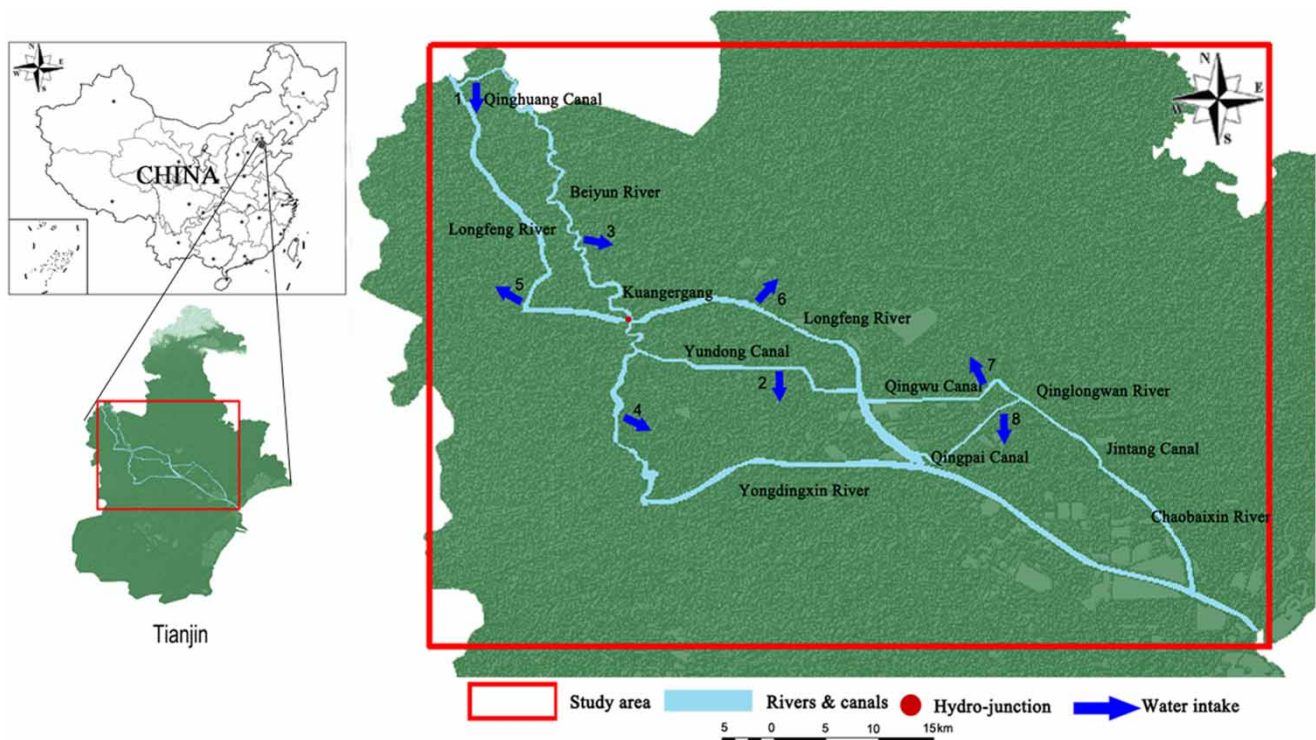 N
W
E
S
CHINA
Tianjin
N
W
E
S
1
Qinghuang Canal
Beiyun River
3
Longfeng River
5
Kuangergang
6
Longfeng River
Yundong Canal
2
7
Qingwu Canal
Qinglongwan River
4
8
Qingpai Canal
Jintang Canal
Yongdingxin River
Chaobaixin River
Study area
Rivers & canals
Hydro-junction
Water intake
5 0 5 10 15km